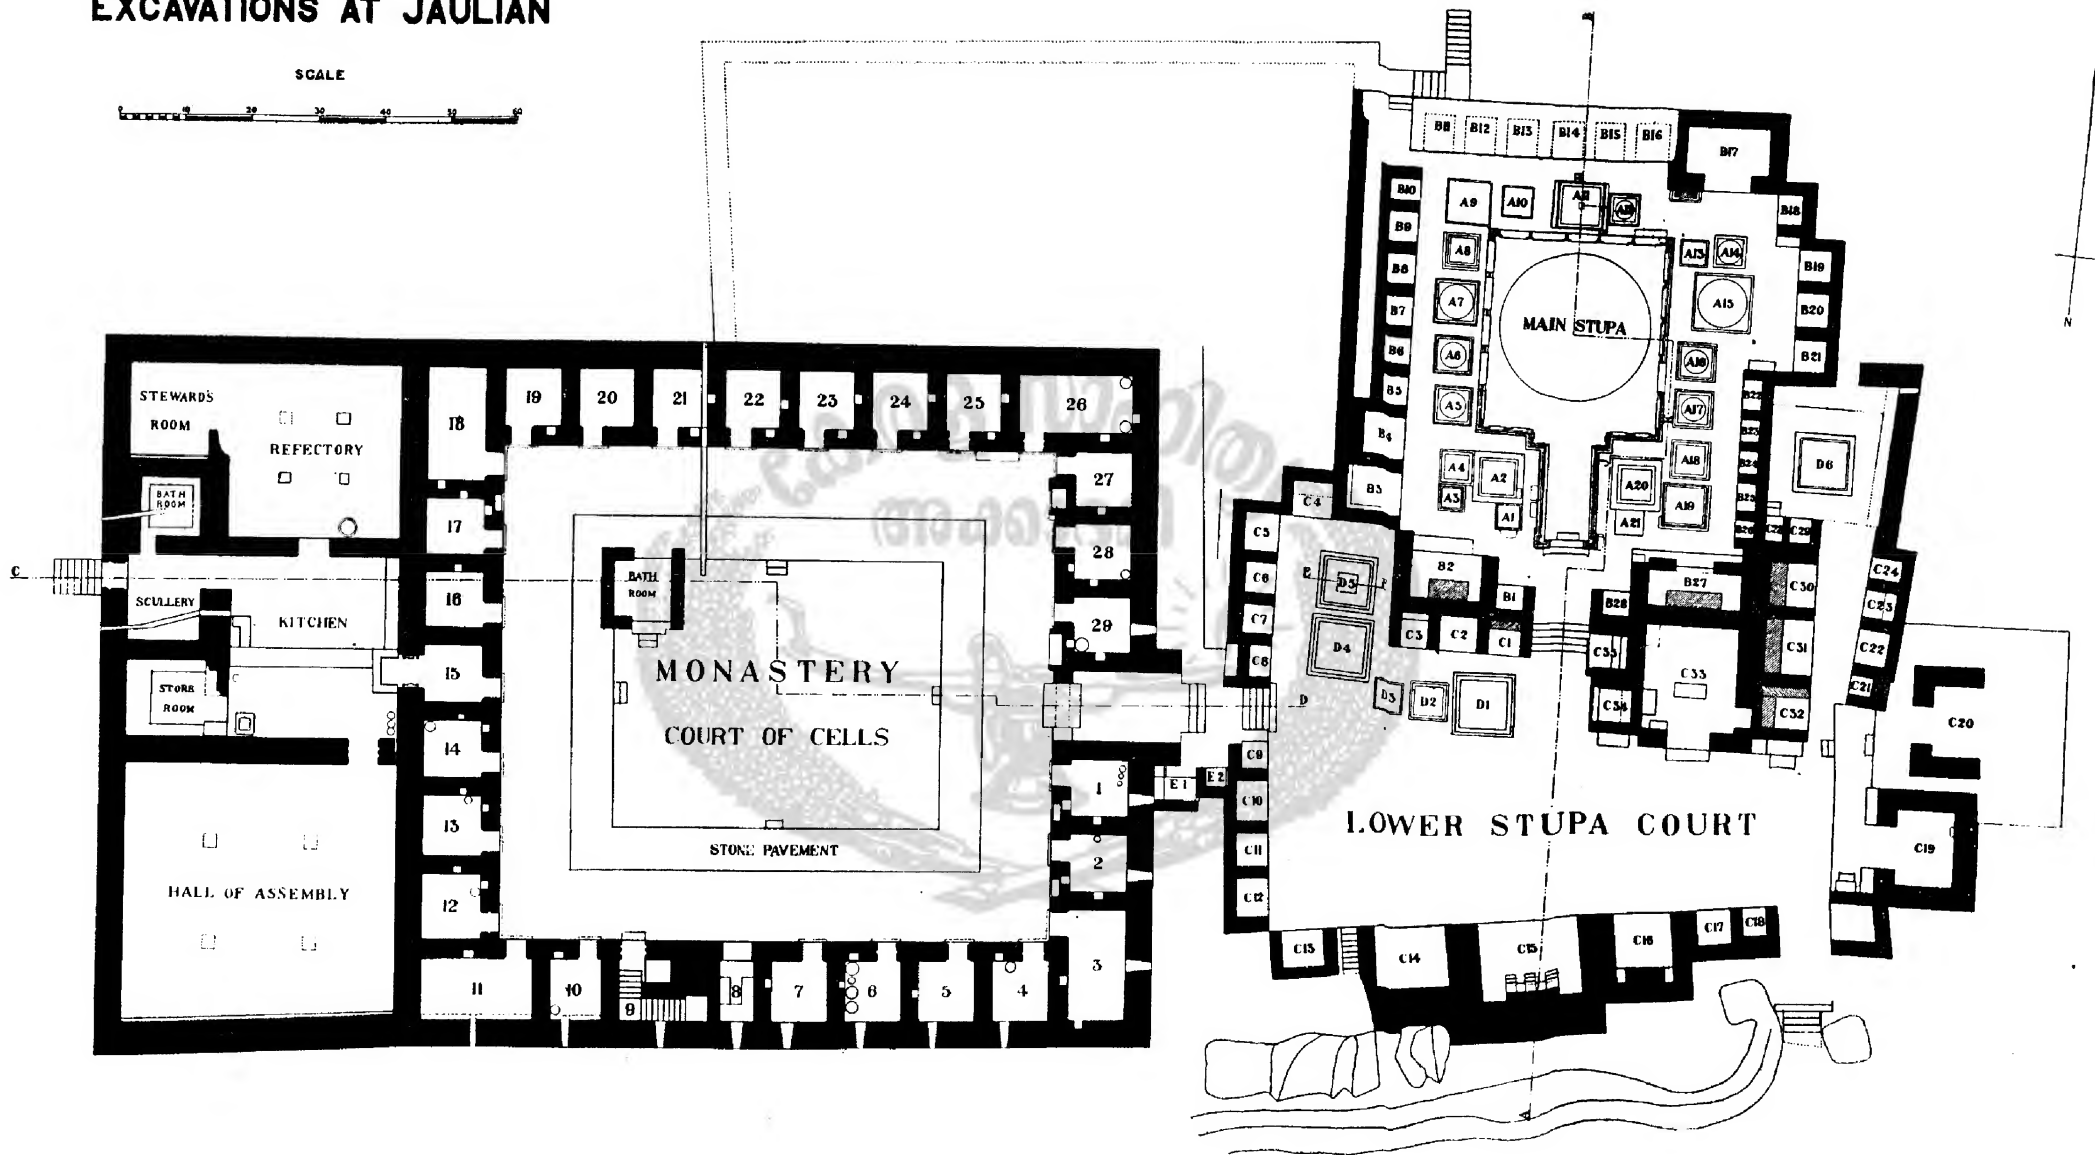 EXCAVATIONS AT JAULIAN
SCALE
0 10 20 30 40 50 60
B11 B12 B13 B14 B15 B16
B17
B10
A9
A10
A11
B18
B9
A8
A13
A14
B8
B19
A7
A15
B7
B20
MAIN STUPA
B6
A6
A16
B21
N
B5
A5
A17
B22
B4
B23
A4
A2
A18
B24
D6
B3
A3
A20
A19
B25
A1
A21
B26
C28
C29
STEWARD'S
ROOM
REFECTORY
BATH
ROOM
C
SCULLERY
KITCHEN
STORE
ROOM
HALL OF ASSEMBLY
18
19
20
21
22
23
24
25
26
17
27
16
28
15
29
14
1
13
2
12
3
11
10
9
8
7
6
5
4
BATH
ROOM
MONASTERY
COURT OF CELLS
STONE PAVEMENT
കേരള സാഹിത്യ
അക്കാദമി
C4
C5
C6
E
D5
F
B2
B27
C30
C24
B1
B28
C23
C7
C3
C2
C1
C35
C31
C22
C8
D4
C33
C21
D
D3
D2
D1
C34
C32
C20
C9
E1
E2
C10
LOWER STUPA COURT
C11
C19
C12
C13
C14
C15
C16
C17
C18
A